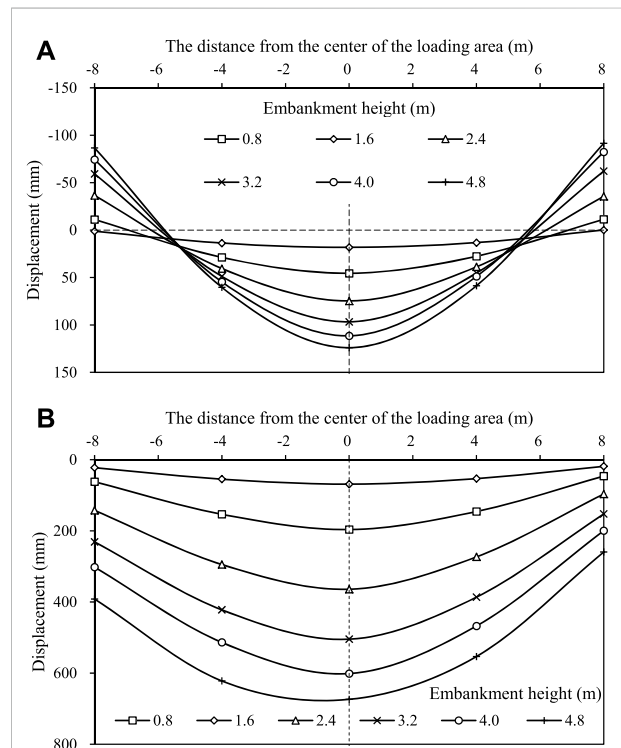 A
The distance from the center of the loading area (m)
-8 -6 -4 -2 0 2 4 6 8
-150
-100
-50
0
50
100
150
Displacement (mm)
Embankment height (m)
0.8 1.6 2.4
3.2 4.0 4.8
B
The distance from the center of the loading area (m)
-8 -6 -4 -2 0 2 4 6 8
0
200
400
600
800
Displacement (mm)
Embankment height (m)
0.8 1.6 2.4 3.2 4.0 4.8